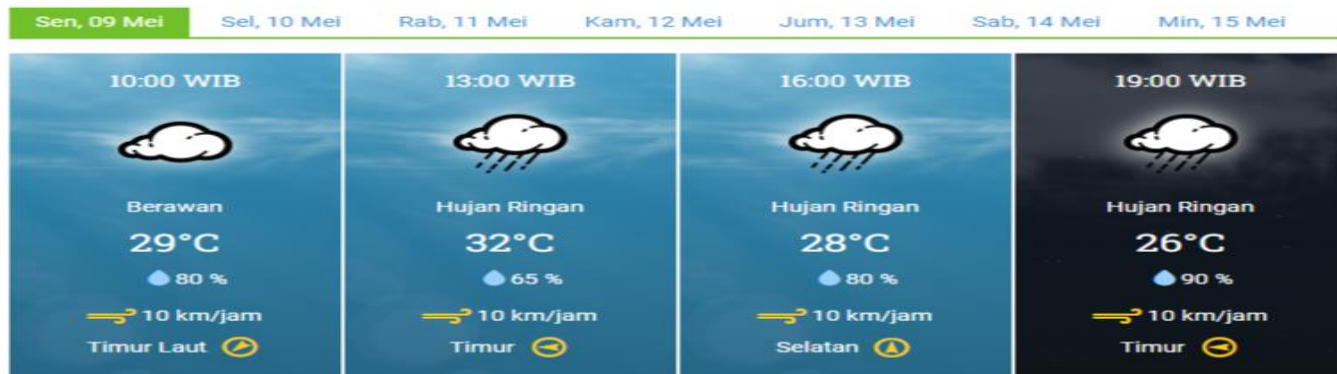 Sen, 09 Mei Sel, 10 Mei Rab, 11 Mei Kam, 12 Mei Jum, 13 Mei Sab, 14 Mei Min, 15 Mei
10:00 WIB
Berawan
29°C
80 %
10 km/jam
Timur Laut
13:00 WIB
Hujan Ringan
32°C
65 %
10 km/jam
Timur
16:00 WIB
Hujan Ringan
28°C
80 %
10 km/jam
Selatan
19:00 WIB
Hujan Ringan
26°C
90 %
10 km/jam
Timur